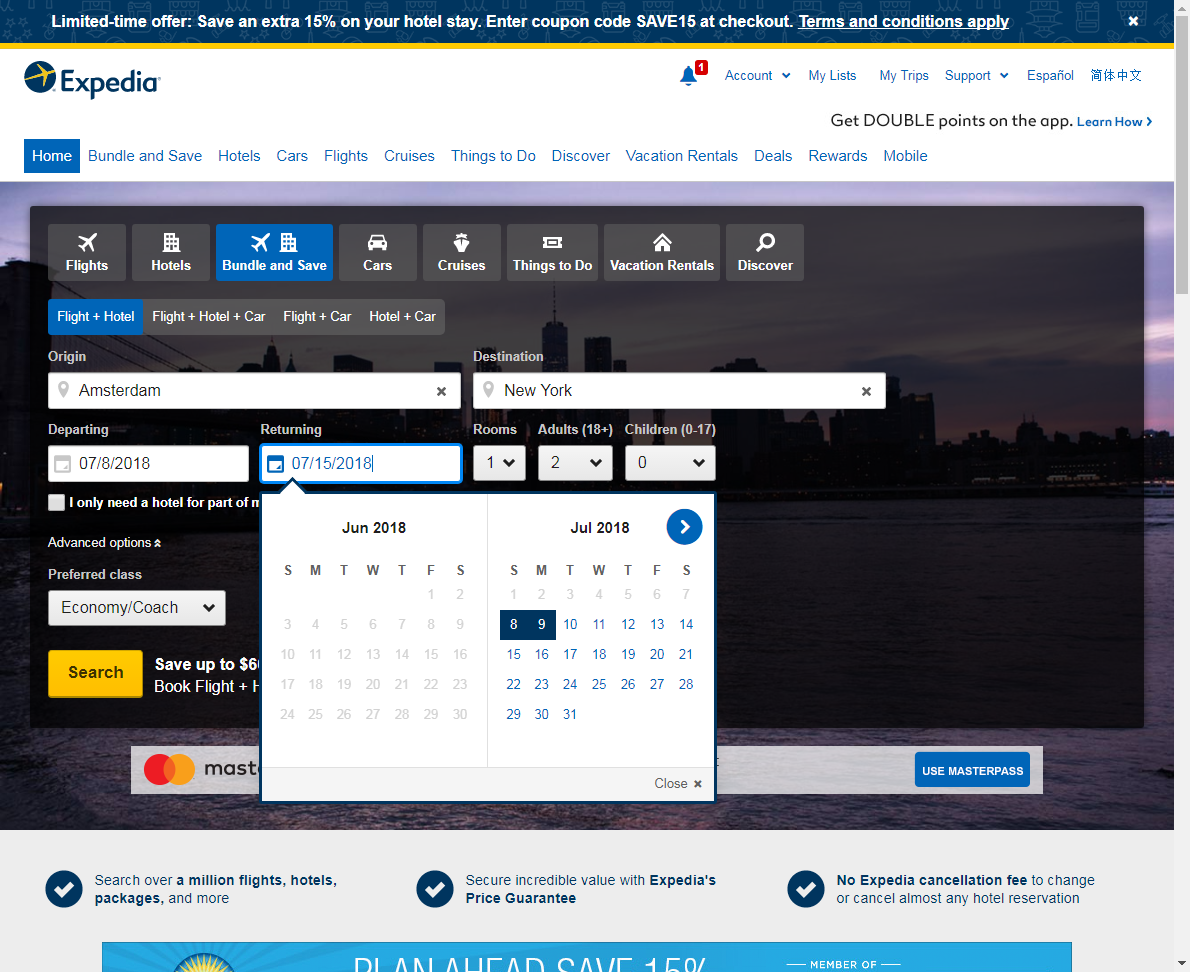 Limited-time offer: Save an extra 15% on your hotel stay. Enter coupon code SAVE15 at checkout. Terms and conditions apply
Expedia
1
Account
My Lists
My Trips
Support
Español
简体中文
Get DOUBLE points on the app. Learn How
Home
Bundle and Save
Hotels
Cars
Flights
Cruises
Things to Do
Discover
Vacation Rentals
Deals
Rewards
Mobile
Flights
Hotels
Bundle and Save
Cars
Cruises
Things to Do
Vacation Rentals
Discover
Flight + Hotel
Flight + Hotel + Car
Flight + Car
Hotel + Car
Origin
Destination
Amsterdam
New York
Departing
Returning
Rooms
Adults (18+)
Children (0-17)
07/8/2018
07/15/2018
1
2
0
I only need a hotel for part of
Advanced options
Preferred class
Economy/Coach
Search
Save up to
Book Flight +
Jun 2018
S M T W T F S
1 2
3 4 5 6 7 8 9
10 11 12 13 14 15 16
17 18 19 20 21 22 23
24 25 26 27 28 29 30
Jul 2018
S M T W T F S
1 2 3 4 5 6 7
8 9 10 11 12 13 14
15 16 17 18 19 20 21
22 23 24 25 26 27 28
29 30 31
Close
USE MASTERPASS
Search over a million flights, hotels,
packages, and more
Secure incredible value with Expedia's
Price Guarantee
No Expedia cancellation fee to change
or cancel almost any hotel reservation
PLAN AHEAD SAVE 15%
MEMBER OF